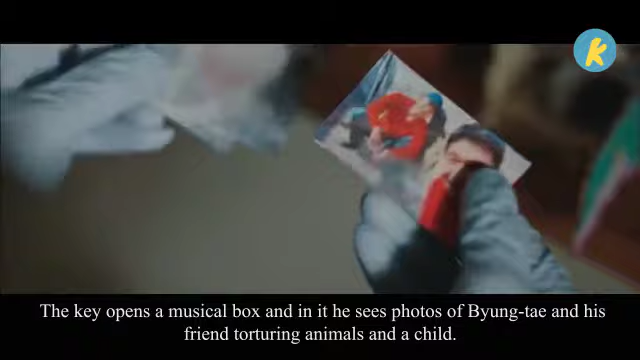 K
The key opens a musical box and in it he sees photos of Byung-tae and his
friend torturing animals and a child.